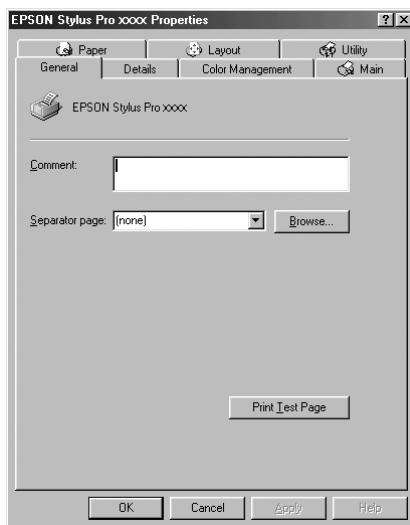 EPSON Stylus Pro xxxx Properties
Paper Layout Utility
General Details Color Management Main
EPSON Stylus Pro xxxx
Comment:
Separator page: (none) Browse...
Print Test Page
OK Cancel Apply Help